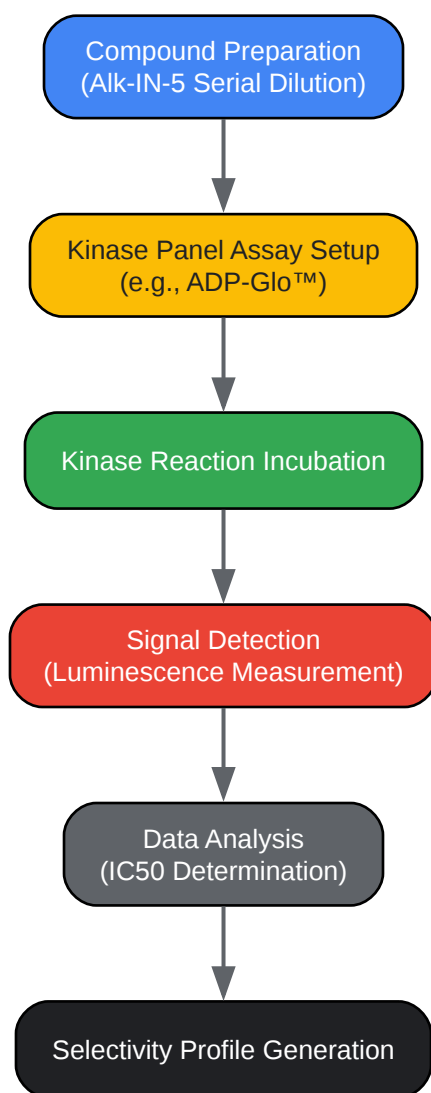 Compound Preparation
(Alk-IN-5 Serial Dilution)
Kinase Panel Assay Setup
(e.g., ADP-Glo™)
Kinase Reaction Incubation
Signal Detection
(Luminescence Measurement)
Data Analysis
(IC50 Determination)
Selectivity Profile Generation